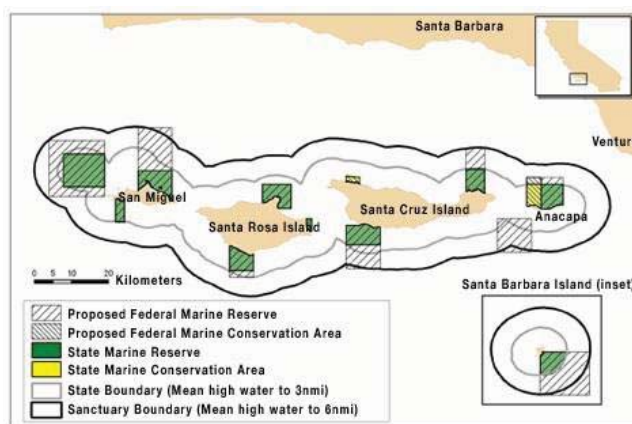 Santa Barbara
Ventur
San Miguel
Santa Rosa Island
Santa Cruz Island
Anacapa
0 10 20
Kilometers
Santa Barbara Island (inset)
Proposed Federal Marine Reserve
Proposed Federal Marine Conservation Area
State Marine Reserve
State Marine Conservation Area
State Boundary (Mean high water to 3nmi)
Sanctuary Boundary (Mean high water to 6nmi)